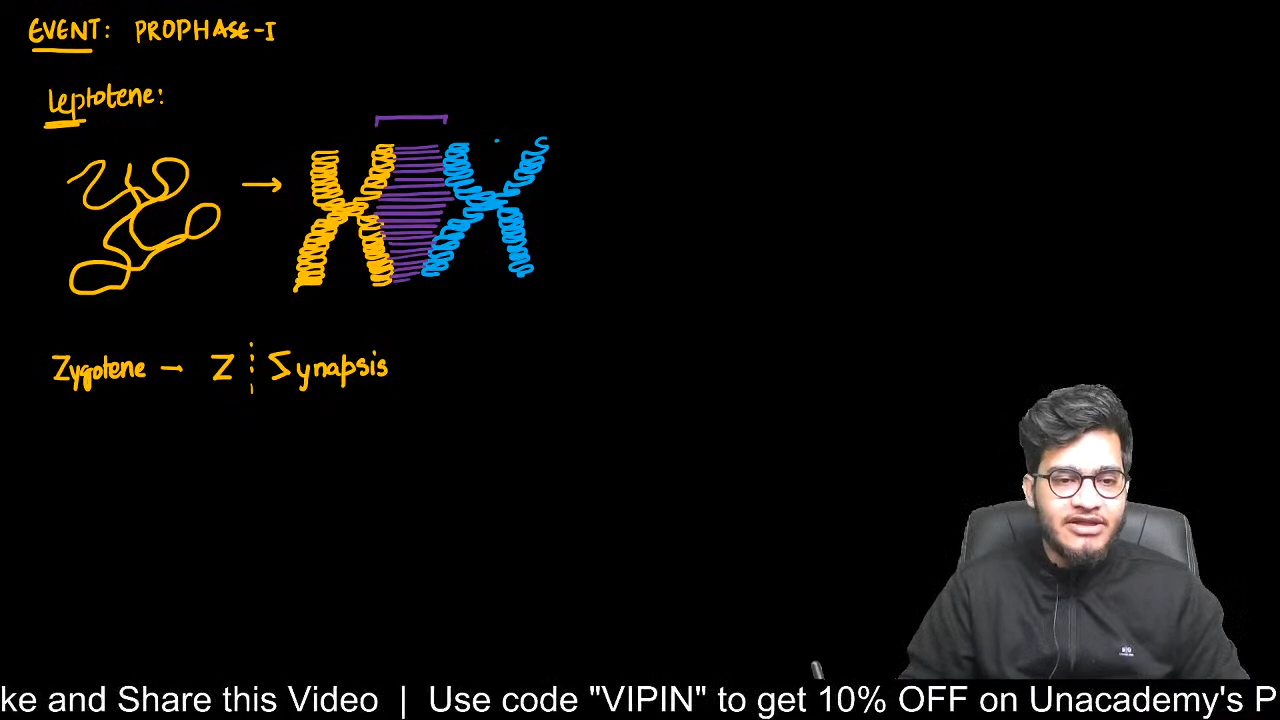 EVENT: PROPHASE-I
Leptotene:
Zygotene - Z Synapsis
ke and Share this Video | Use code "VIPIN" to get 10% OFF on Unacademy's P